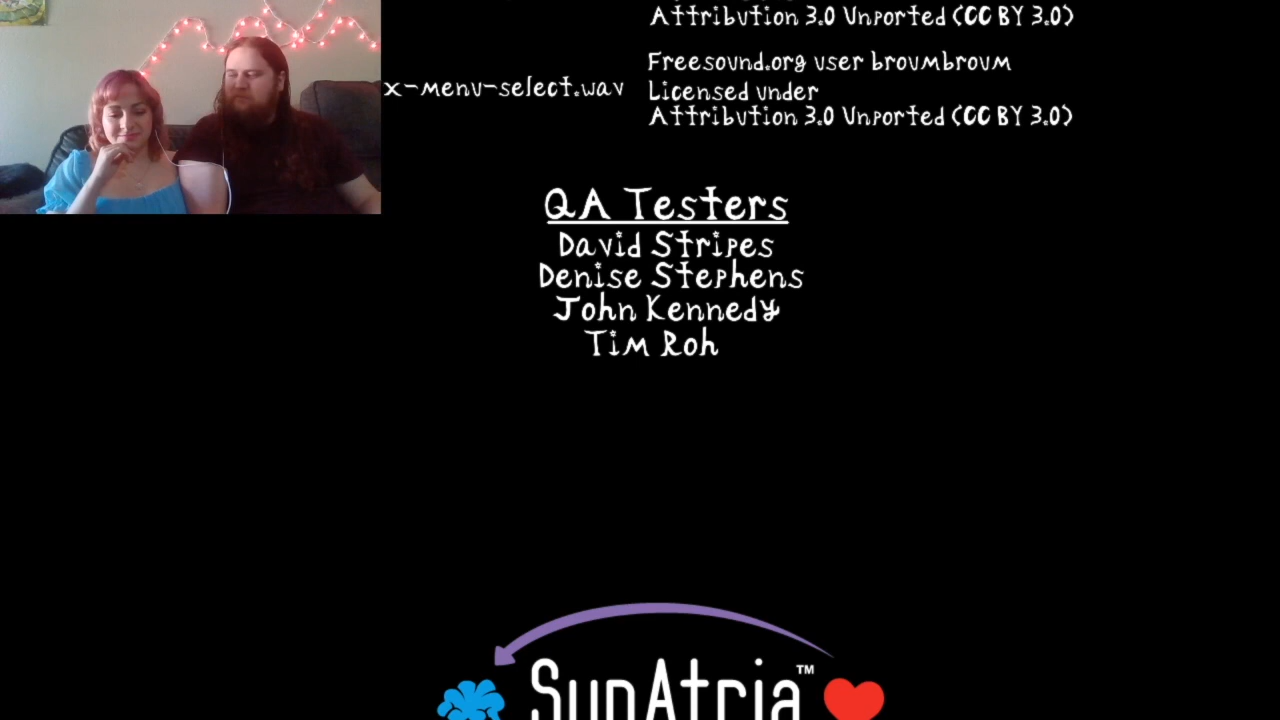 Attribution 3.0 Unported (CC BY 3.0)
Freesound.org user broumbroum
x-menu-select.wav
Licensed under
Attribution 3.0 Unported (CC BY 3.0)
QA Testers
David Stripes
Denise Stephens
John Kennedy
Tim Roh
SunAtria™